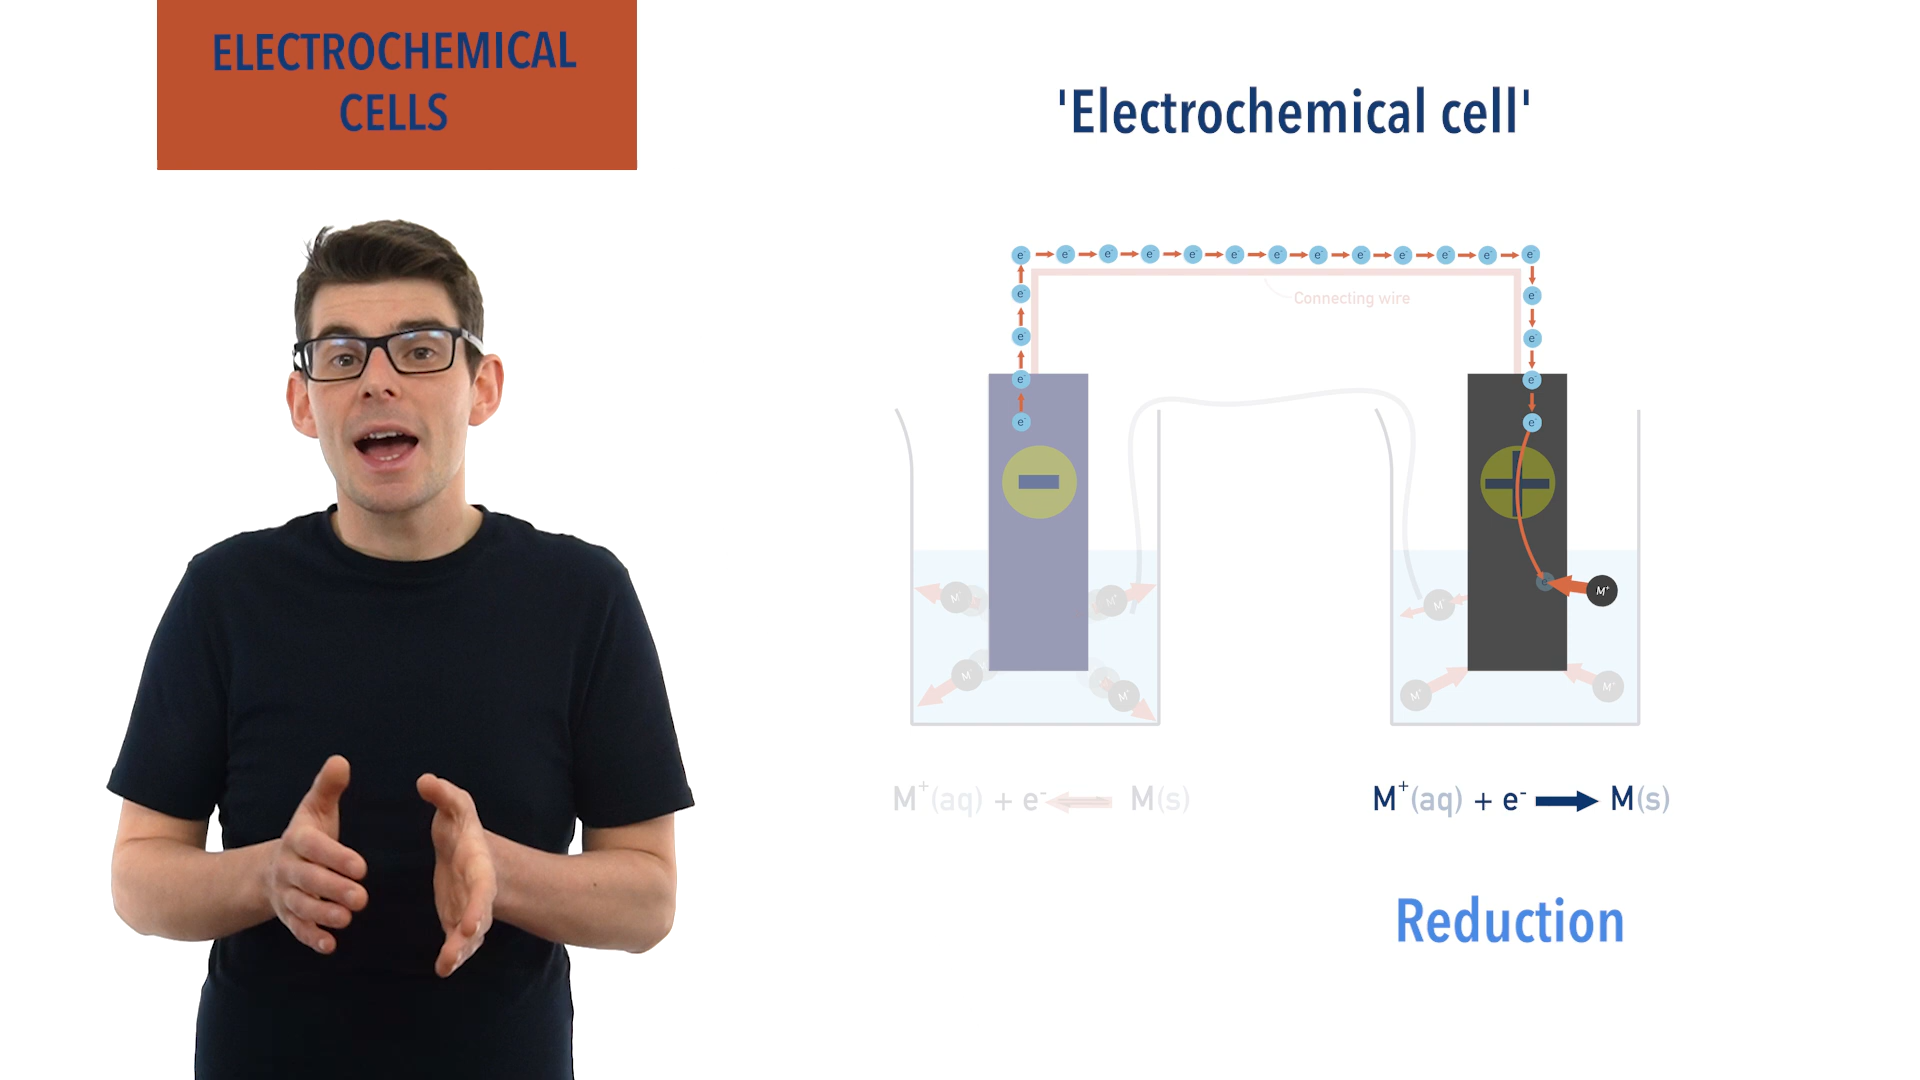 ELECTROCHEMICAL
CELLS
'Electrochemical cell'
e⁻ e⁻ e⁻ e⁻ e⁻ e⁻ e⁻ e⁻ e⁻ e⁻ e⁻ e⁻ e⁻
e⁻ e⁻
Connecting wire
e⁻ e⁻
e⁻ e⁻
e⁻ e⁻
−
+
e⁻
M⁺ M⁺ M⁺ M⁺
M⁺ M⁺ M⁺ M⁺
M⁺(aq) + e⁻ ← M(s)
M⁺(aq) + e⁻ → M(s)
Reduction